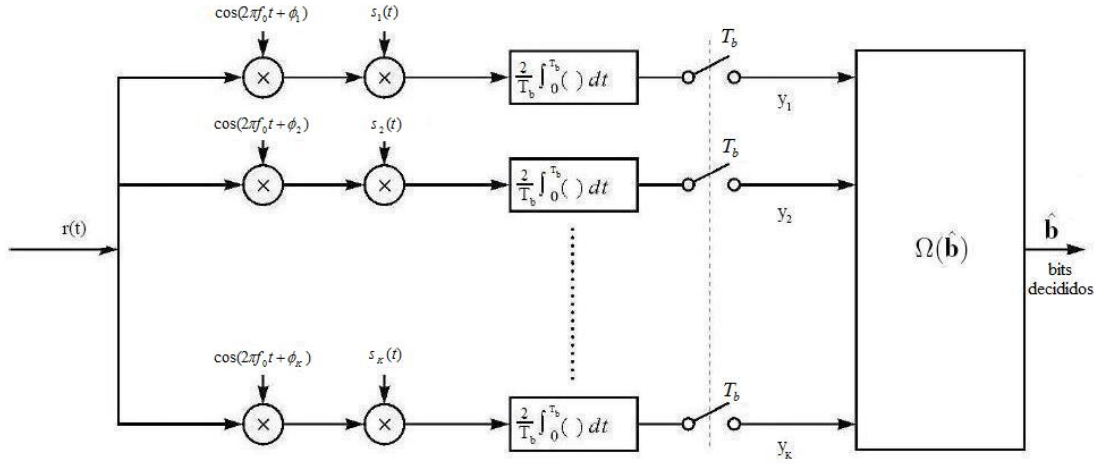 cos(2πf₀t + ϕ₁)
s₁(t)
2/T_b ∫₀^{T_b} ( ) dt
T_b
y₁
cos(2πf₀t + ϕ₂)
s₂(t)
2/T_b ∫₀^{T_b} ( ) dt
T_b
y₂
r(t)
Ω(b̂)
b̂
bits
decididos
cos(2πf₀t + ϕ_K)
s_K(t)
2/T_b ∫₀^{T_b} ( ) dt
T_b
y_K